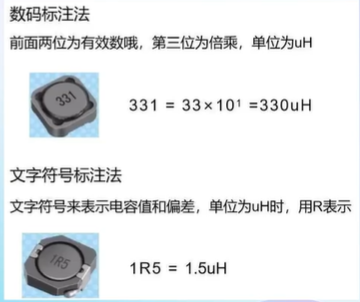 数码标注法
前面两位为有效数哦，第三位为倍乘，单位为uH
331
331 = 33×10¹ =330uH
文字符号标注法
文字符号来表示电容值和偏差，单位为uH时，用R表示
1R5
1R5 = 1.5uH